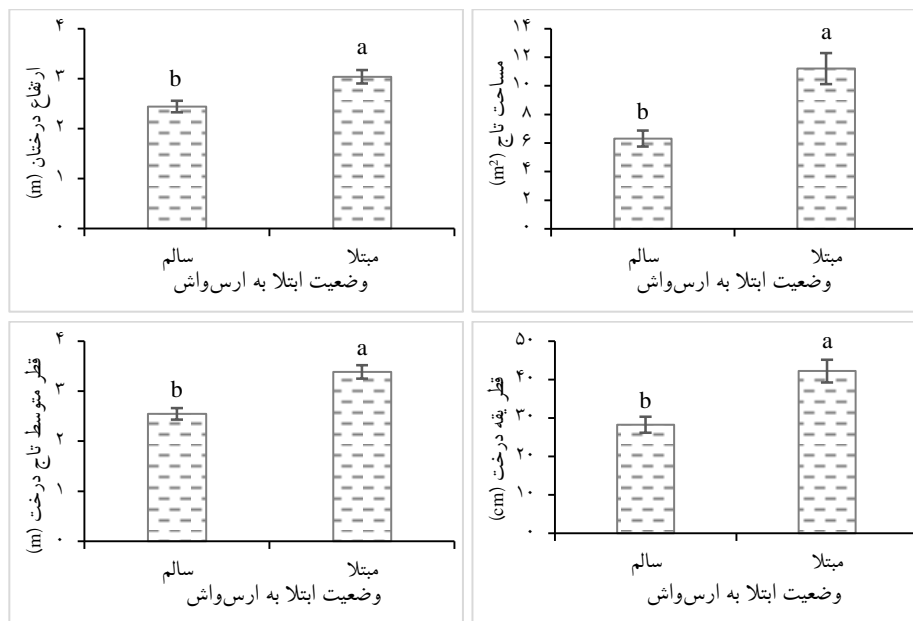 ارتفاع درختان (m)
۴
۳
۲
۱
۰
b
a
سالم
مبتلا
وضعیت ابتلا به ارس‌واش
مساحت تاج (m²)
۱۴
۱۲
۱۰
۸
۶
۴
۲
۰
b
a
سالم
مبتلا
وضعیت ابتلا به ارس‌واش
قطر متوسط تاج درخت (m)
۴
۳
۲
۱
۰
b
a
سالم
مبتلا
وضعیت ابتلا به ارس‌واش
قطر یقه درخت (cm)
۵۰
۴۰
۳۰
۲۰
۱۰
۰
b
a
سالم
مبتلا
وضعیت ابتلا به ارس‌واش